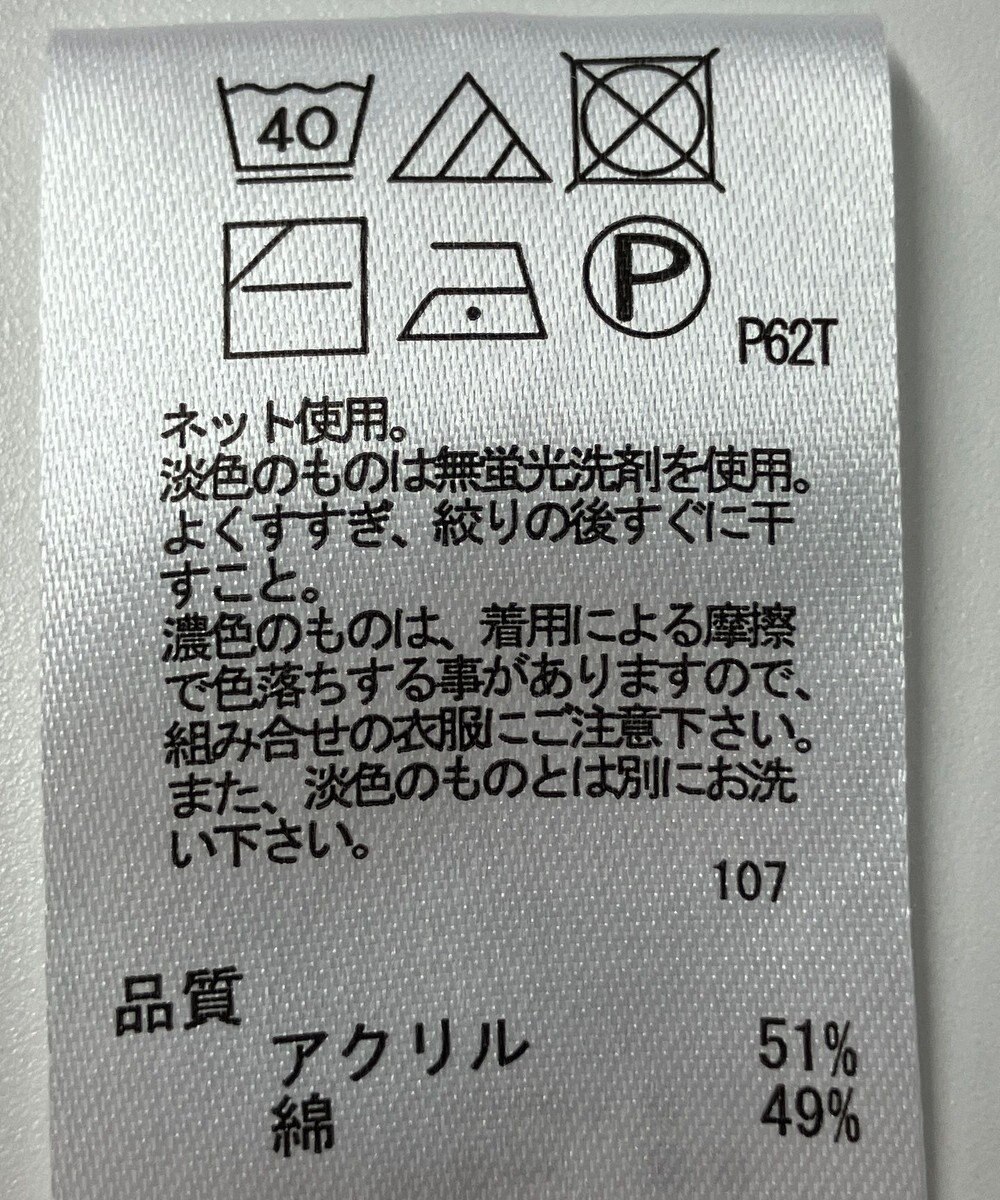 40
P
P62T
ネット使用。
淡色のものは無蛍光洗剤を使用。
よくすすぎ、絞りの後すぐに干
すこと。
濃色のものは、着用による摩擦
で色落ちする事がありますので、
組み合せの衣服にご注意下さい。
また、淡色のものとは別にお洗
い下さい。
107
品質
アクリル 51%
綿 49%